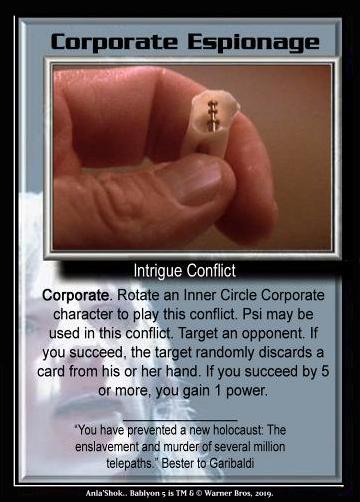 Corporate Espionage
Intrigue Conflict
Corporate. Rotate an Inner Circle Corporate
character to play this conflict. Psi may be
used in this conflict. Target an opponent. If
you succeed, the target randomly discards a
card from his or her hand. If you succeed by 5
or more, you gain 1 power.
"You have prevented a new holocaust: The
enslavement and murder of several million
telepaths." Bester to Garibaldi
Anla'Shok.. Bablyon 5 is TM & © Warner Bros, 2019.